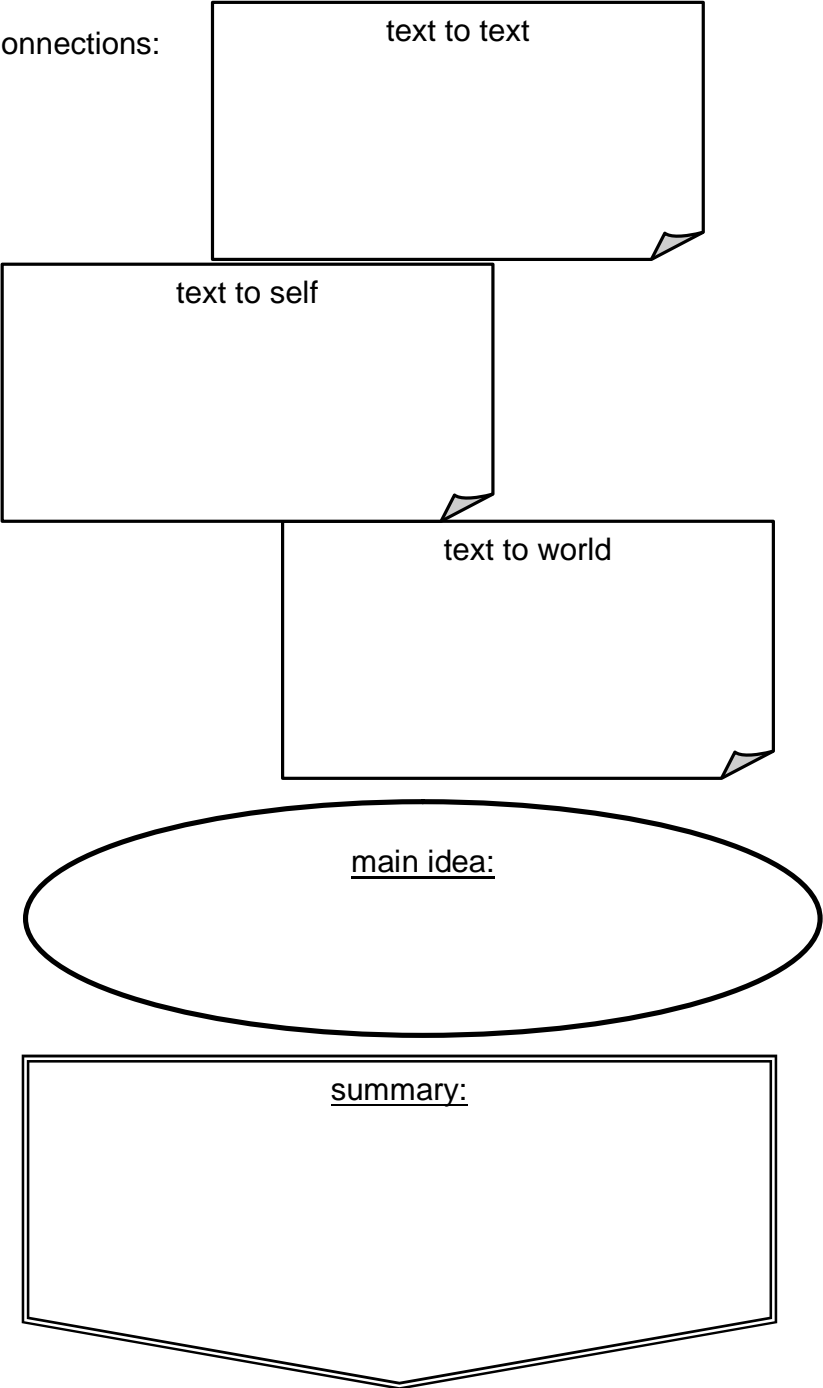 onnections:
text to text
text to self
text to world
main idea:
summary: